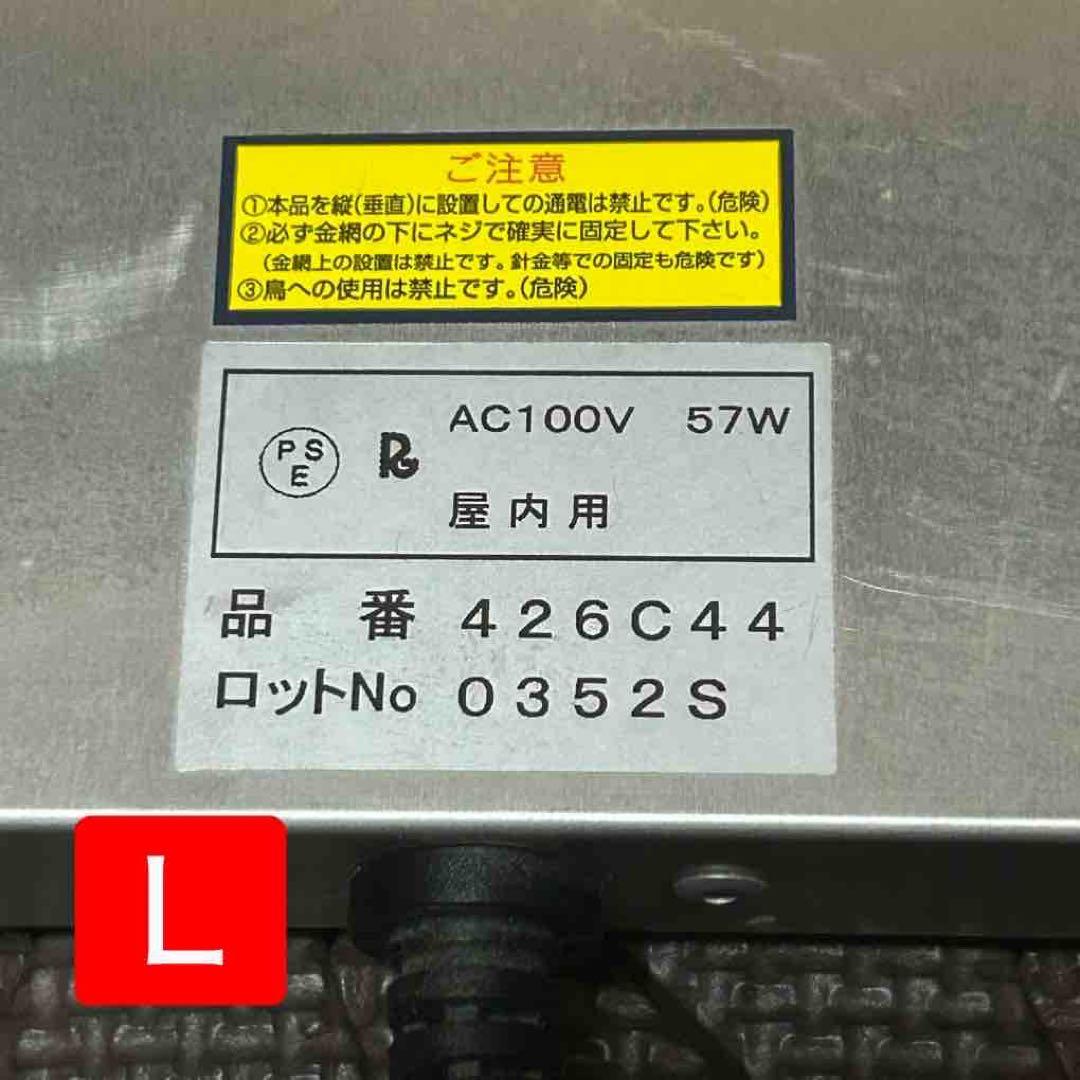 ご注意
①本品を縦(垂直)に設置しての通電は禁止です。(危険)
②必ず金網の下にネジで確実に固定して下さい。
(金網上の設置は禁止です。針金等での固定も危険です)
③鳥への使用は禁止です。(危険)
PS
E
AC100V 57W
屋内用
品 番 426C44
ロットNo 0352S
L